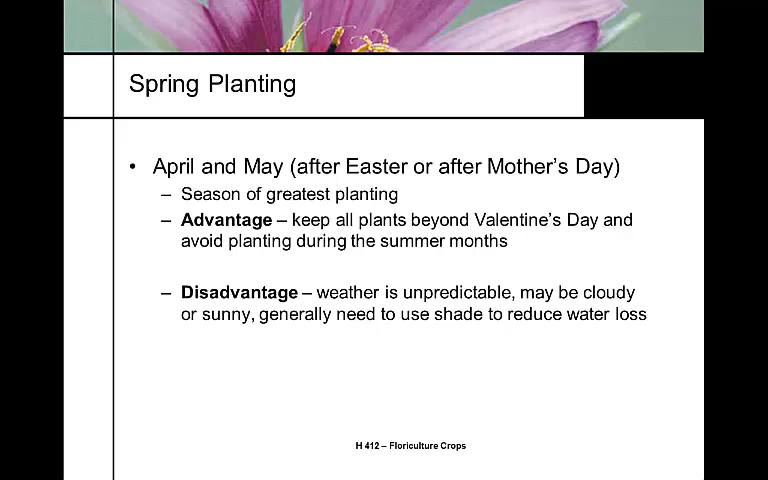 Spring Planting
• April and May (after Easter or after Mother's Day)
– Season of greatest planting
– Advantage – keep all plants beyond Valentine's Day and
avoid planting during the summer months
– Disadvantage – weather is unpredictable, may be cloudy
or sunny, generally need to use shade to reduce water loss
H 412 – Floriculture Crops